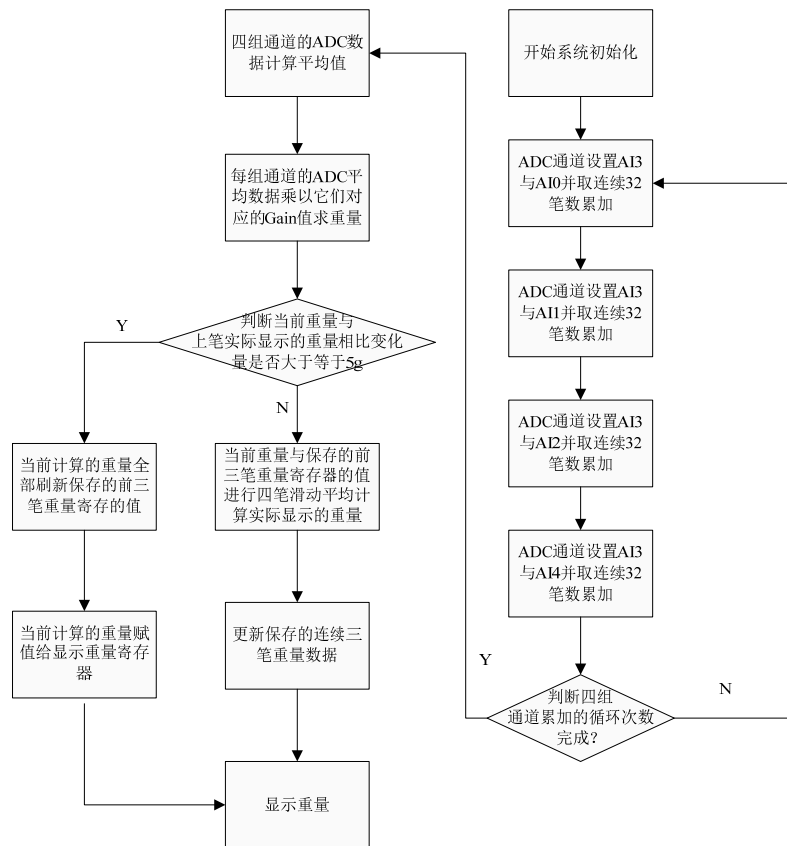 开始系统初始化
ADC通道设置AI3
与AI0并取连续32
笔数累加
ADC通道设置AI3
与AI1并取连续32
笔数累加
ADC通道设置AI3
与AI2并取连续32
笔数累加
ADC通道设置AI3
与AI4并取连续32
笔数累加
判断四组
通道累加的循环次数
完成？
Y
N
四组通道的ADC数
据计算平均值
每组通道的ADC平
均数据乘以它们对
应的Gain值求重量
判断当前重量与
上笔实际显示的重量相比变化
量是否大于等于5g
Y
N
当前计算的重量全
部刷新保存的前三
笔重量寄存的值
当前重量与保存的前
三笔重量寄存器的值
进行四笔滑动平均计
算实际显示的重量
当前计算的重量赋
值给显示重量寄存
器
更新保存的连续三
笔重量数据
显示重量